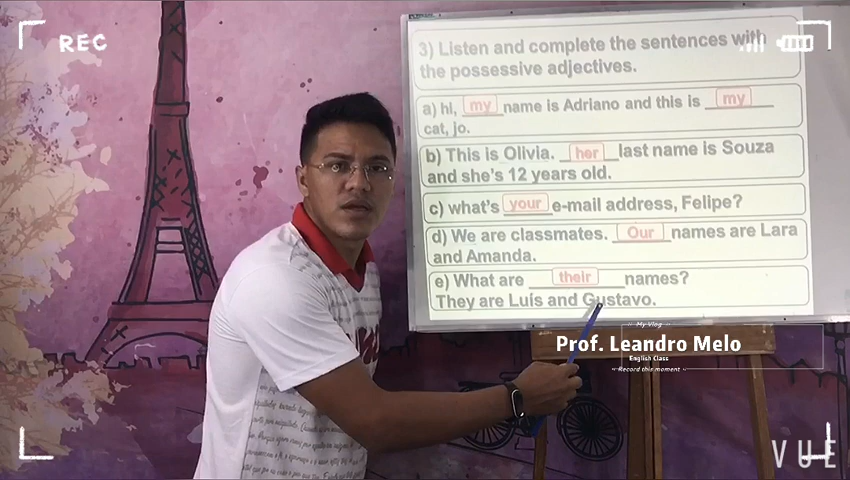 REC
3) Listen and complete the sentences with
the possessive adjectives.
a) hi, my name is Adriano and this is my
cat, jo.
b) This is Olivia. her last name is Souza
and she's 12 years old.
c) what's your e-mail address, Felipe?
d) We are classmates. Our names are Lara
and Amanda.
e) What are their names?
They are Luís and Gustavo.
My Vlog
Prof. Leandro Melo
English Class
Record this moment
VUE